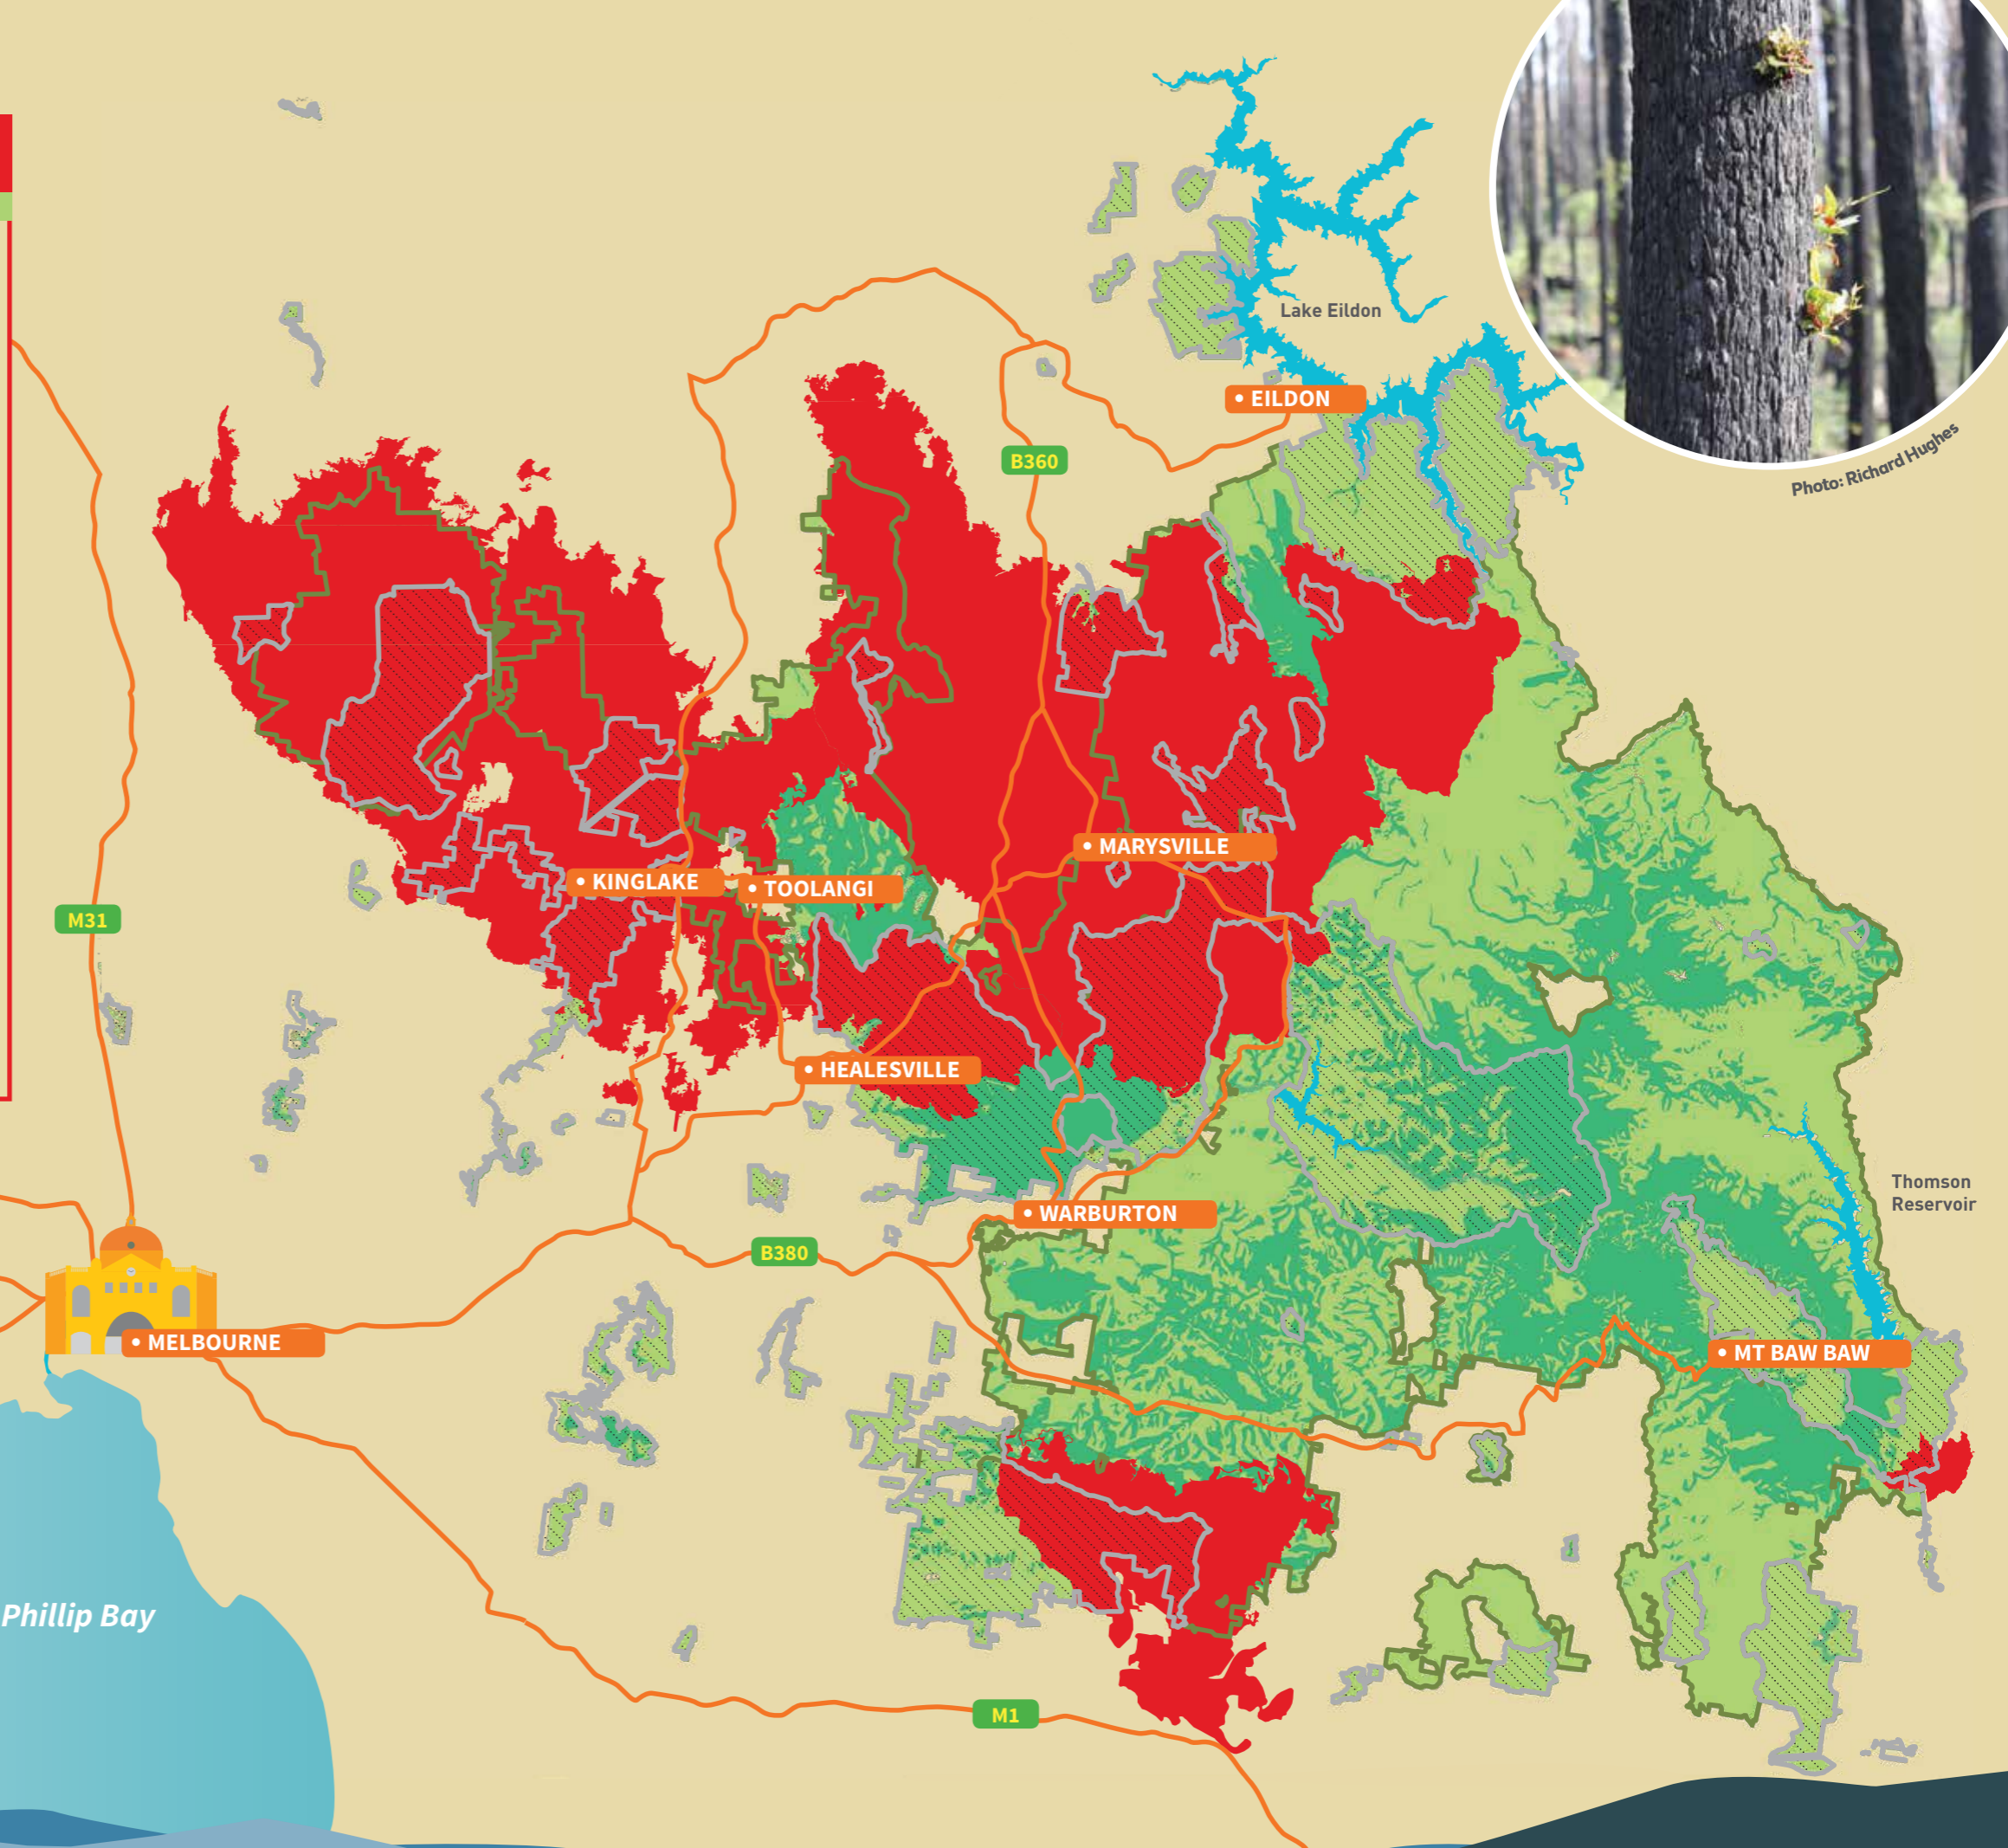 Lake Eildon
• EILDON
Photo: Richard Hughes
B360
• MARYSVILLE
• KINGLAKE
• TOOLANGI
M31
• HEALESVILLE
Thomson
Reservoir
• WARBURTON
B380
• MELBOURNE
• MT BAW BAW
Phillip Bay
M1